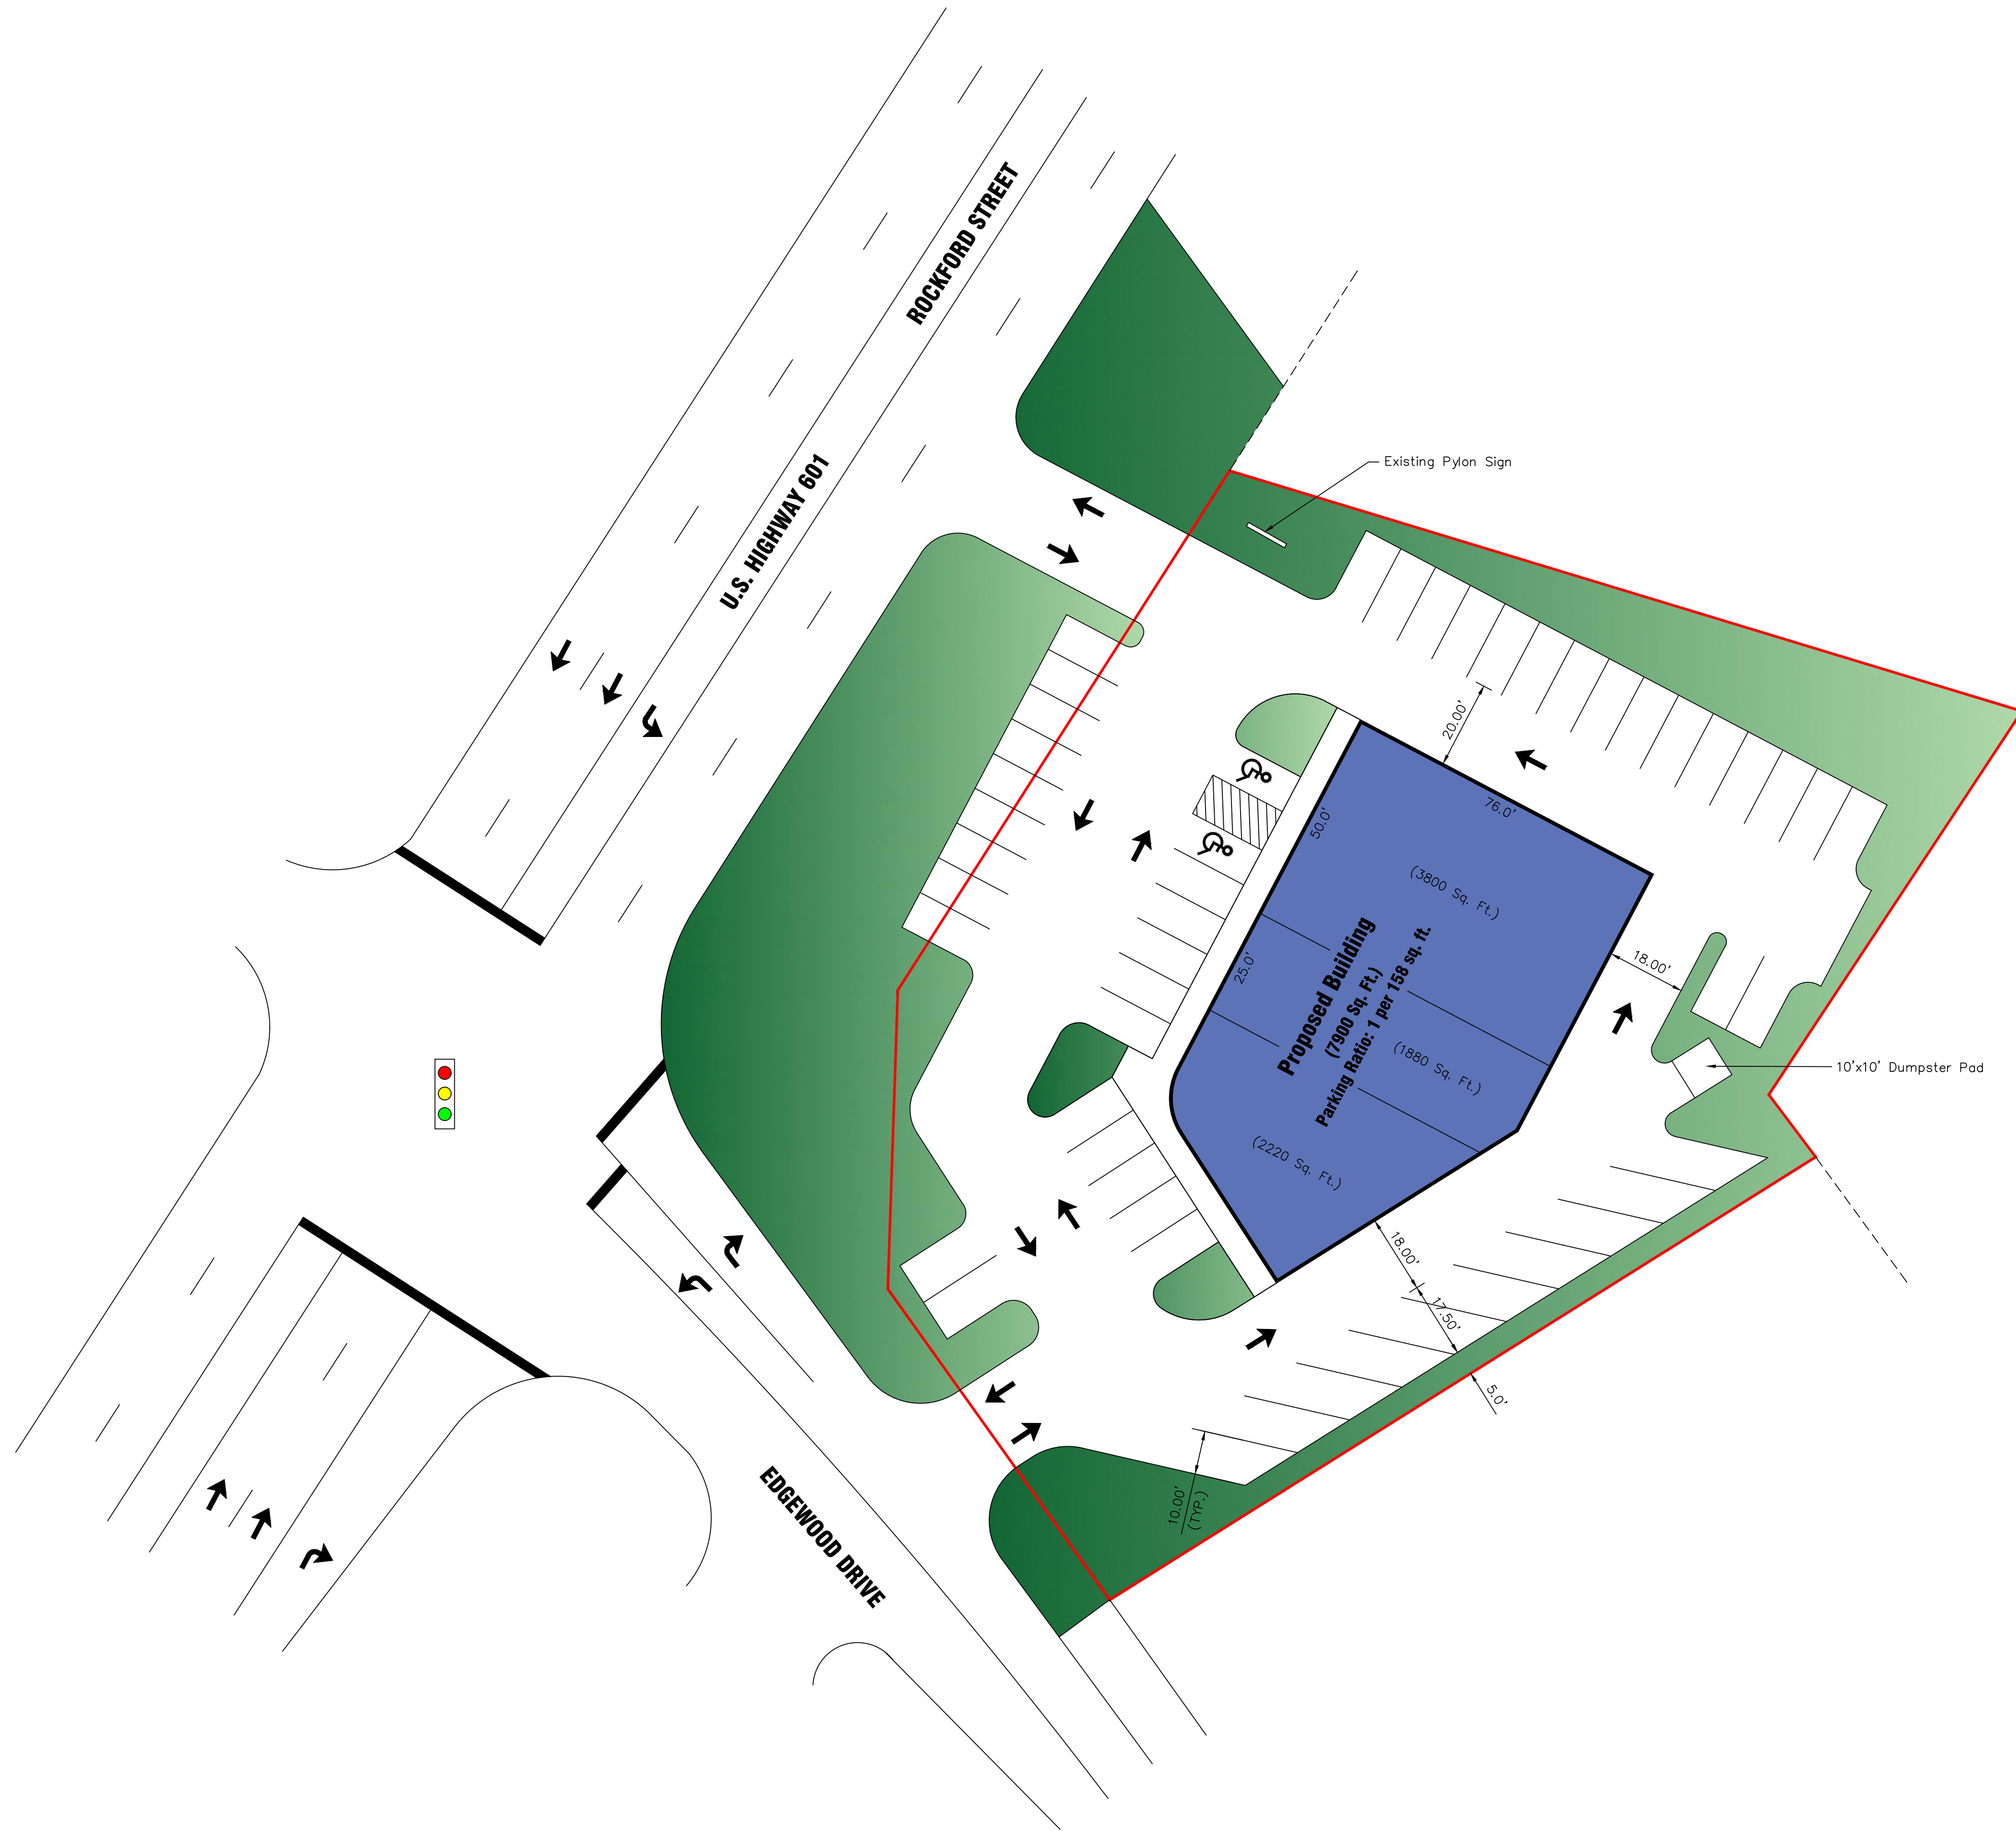 ROCKFORD STREET
U.S. HIGHWAY 601
Existing Pylon Sign
20.00'
76.0'
50.0'
(3800 Sq. Ft.)
25.0'
Proposed Building
(7900 Sq. Ft.)
Parking Ratio: 1 per 158 sq. ft.
18.00'
(1880 Sq. Ft.)
10'x10' Dumpster Pad
(2220 Sq. Ft.)
18.00'
17.50'
5.0'
10.00'
(TYP.)
EDGEWOOD DRIVE